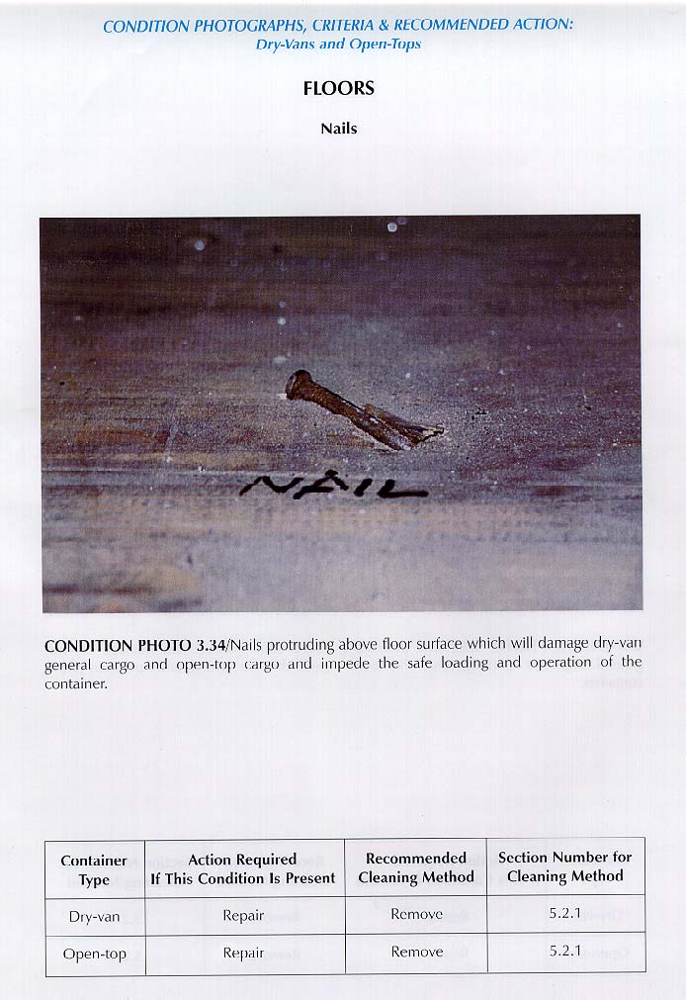 CONDITION PHOTOGRAPHS, CRITERIA & RECOMMENDED ACTION:
Dry-Vans and Open-Tops
FLOORS
Nails
NAIL
CONDITION PHOTO 3.34/Nails protruding above floor surface which will damage dry-van
general cargo and open-top cargo and impede the safe loading and operation of the
container.
Container Type Action Required If This Condition Is Present Recommended Cleaning Method Section Number for Cleaning Method
Dry-van Repair Remove 5.2.1
Open-top Repair Remove 5.2.1